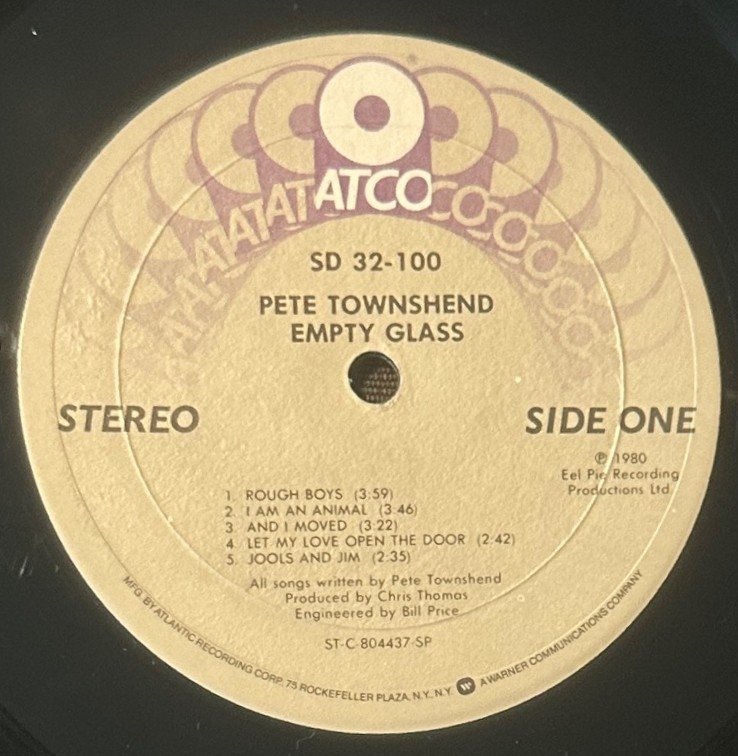 ATCO
SD 32-100
PETE TOWNSHEND
EMPTY GLASS
STEREO
SIDE ONE
℗ 1980
Eel Pie Recording
Productions Ltd.
1. ROUGH BOYS (3:59)
2. I AM AN ANIMAL (3:46)
3. AND I MOVED (3:22)
4. LET MY LOVE OPEN THE DOOR (2:42)
5. JOOLS AND JIM (2:35)
All songs written by Pete Townshend
Produced by Chris Thomas
Engineered by Bill Price
ST-C-804437-SP
MFG. BY ATLANTIC RECORDING CORP., 75 ROCKEFELLER PLAZA, N.Y., N.Y. A WARNER COMMUNICATIONS COMPANY